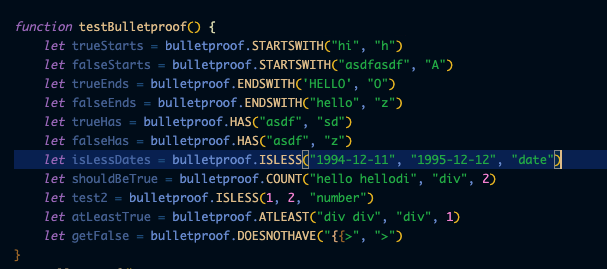 function testBulletproof() {
let trueStarts = bulletproof.STARTSWITH("hi", "h")
let falseStarts = bulletproof.STARTSWITH("asdfasdf", "A")
let trueEnds = bulletproof.ENDSWITH('HELLO', "O")
let falseEnds = bulletproof.ENDSWITH("hello", "z")
let trueHas = bulletproof.HAS("asdf", "sd")
let falseHas = bulletproof.HAS("asdf", "z")
let isLessDates = bulletproof.ISLESS("1994-12-11", "1995-12-12", "date")
let shouldBeTrue = bulletproof.COUNT("hello hellodi", "div", 2)
let test2 = bulletproof.ISLESS(1, 2, "number")
let atLeastTrue = bulletproof.ATLEAST("div div", "div", 1)
let getFalse = bulletproof.DOESNOTHAVE("{{>", ">")
}